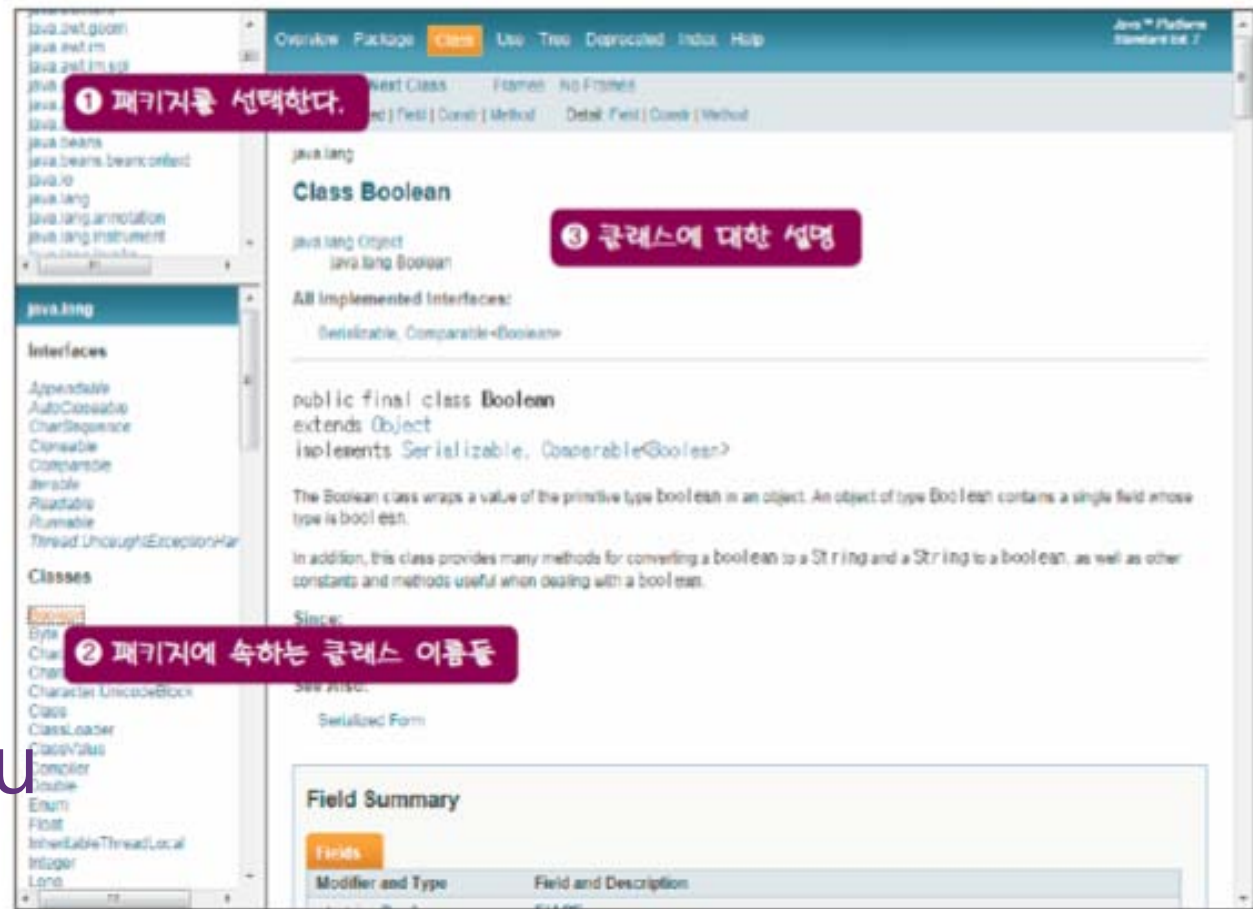 java.awt.geom
java.awt.im
java.awt.im.spi
❶ 패키지를 선택한다.
java.beans
java.beans.beancontext
java.io
java.lang
java.lang.annotation
java.lang.instrument
java.lang
Interfaces
Appendable
AutoCloseable
CharSequence
Cloneable
Comparable
Iterable
Readable
Runnable
Thread.UncaughtExceptionHan
Classes
Boolean
Byte
❷ 패키지에 속하는 클래스 이름들
Character.UnicodeBlock
Class
ClassLoader
ClassValue
Compiler
Double
Enum
Float
InheritableThreadLocal
Integer
Long
u
Overview Package Class Use Tree Deprecated Index Help
Java™ Platform
Standard Ed. 7
Next Class Frames No Frames
Field | Constr | Method Detail: Field | Constr | Method
java.lang
Class Boolean
❸ 클래스에 대한 설명
java.lang.Object
java.lang.Boolean
All Implemented Interfaces:
Serializable, Comparable<Boolean>
public final class Boolean
extends Object
implements Serializable, Comparable<Boolean>
The Boolean class wraps a value of the primitive type boolean in an object. An object of type Boolean contains a single field whose
type is boolean.
In addition, this class provides many methods for converting a boolean to a String and a String to a boolean, as well as other
constants and methods useful when dealing with a boolean.
Since:
See Also:
Serialized Form
Field Summary
Fields
Modifier and Type Field and Description